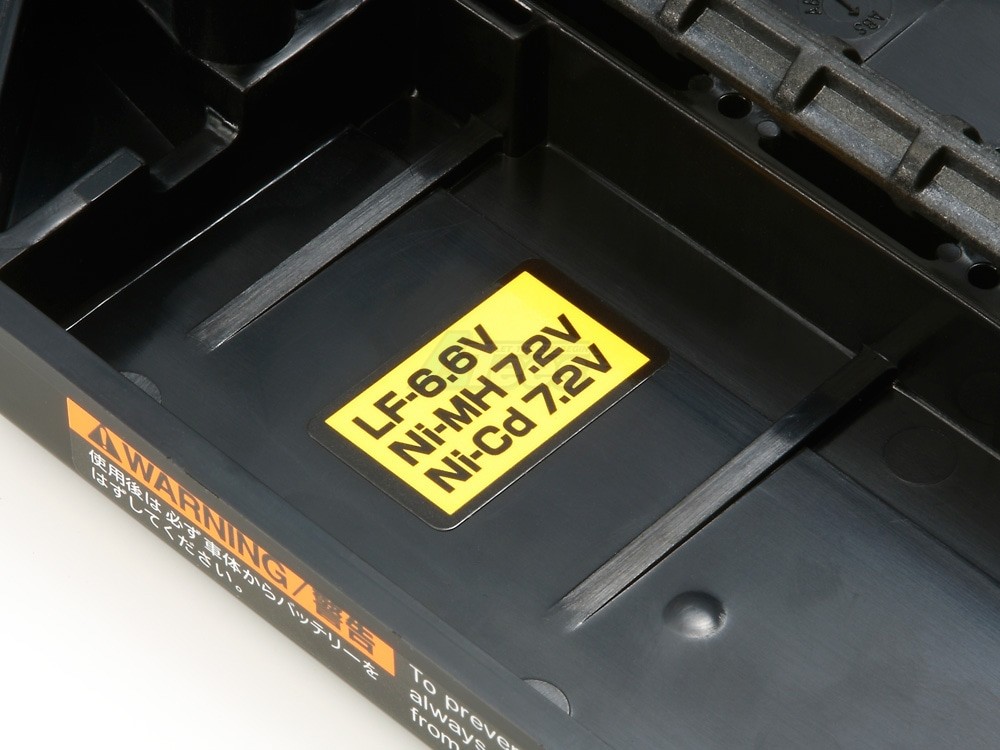 LF-6.6V
Ni-MH 7.2V
Ni-Cd 7.2V
WARNING/警告
使用後は必ず車体からバッテリーを
はずしてください。
To preven
always
from
ABS